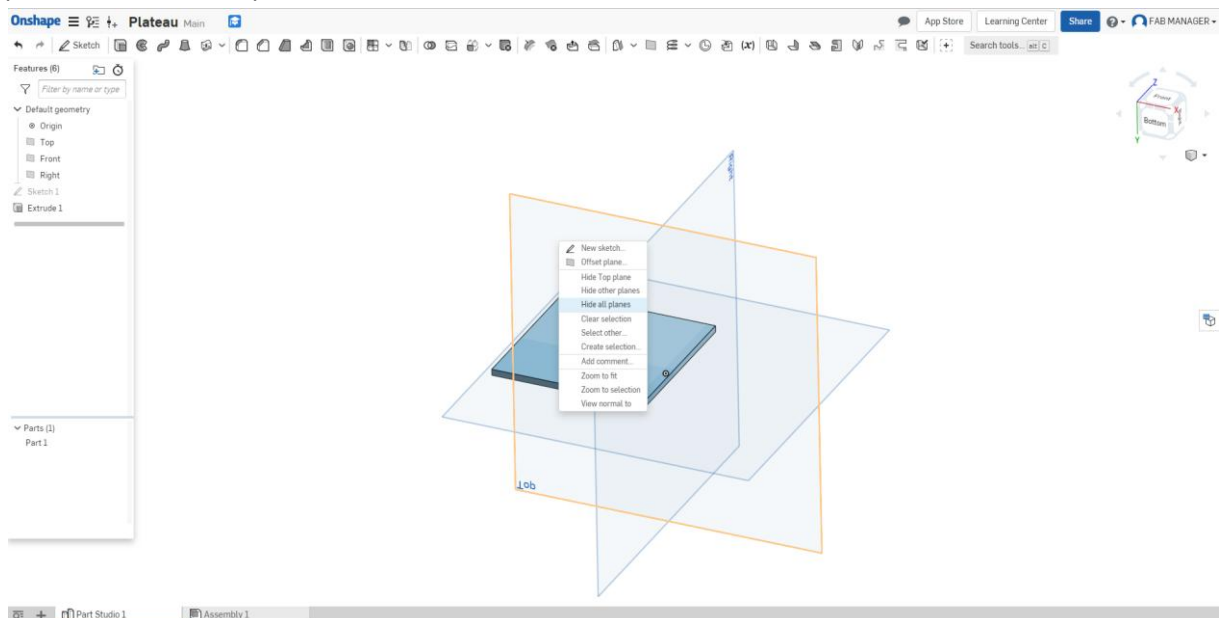 Onshape Plateau Main App Store Learning Center Share FAB MANAGER
Sketch Search tools... alt C
Features (6)
Filter by name or type
Default geometry
Origin
Top
Front
Right
Sketch 1
Extrude 1
Parts (1)
Part 1
New sketch...
Offset plane...
Hide Top plane
Hide other planes
Hide all planes
Clear selection
Select other...
Create selection...
Add comment...
Zoom to fit
Zoom to selection
View normal to
Top
Z
Front
X
Bottom
Y
Part Studio 1 Assembly 1